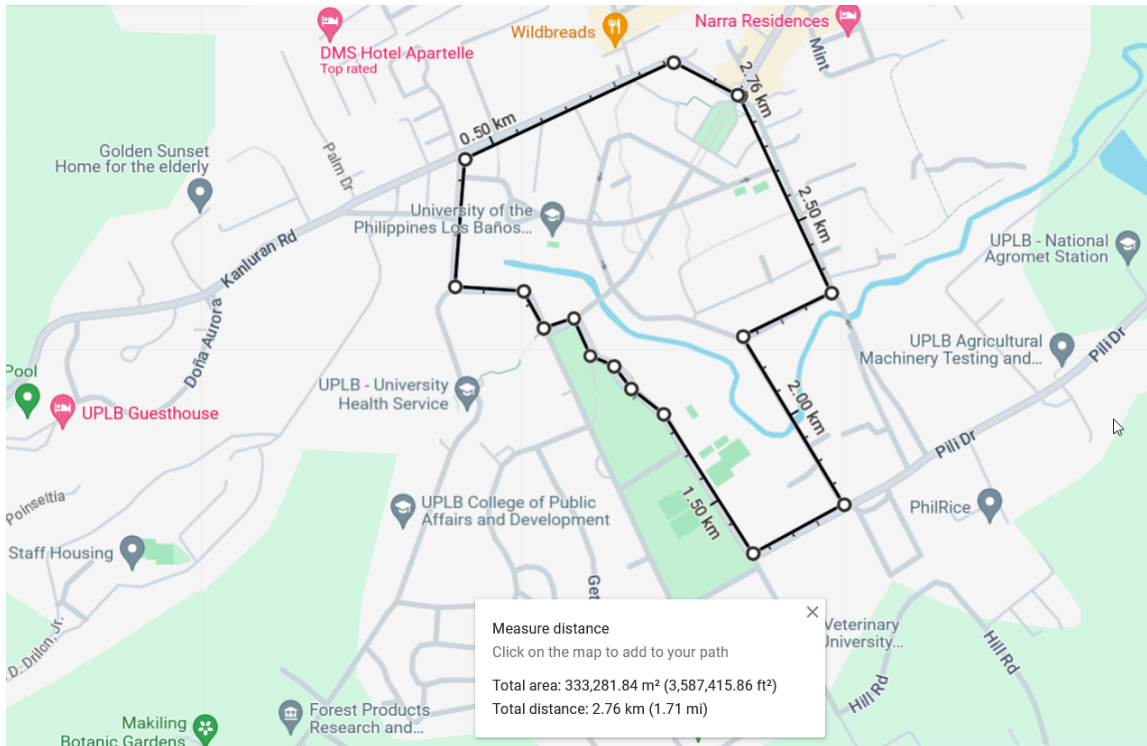 Wildbreads
Narra Residences
DMS Hotel Apartelle
Top rated
Mint
2.76 km
0.50 km
Golden Sunset
Home for the elderly
Palm Dr
University of the
Philippines Los Baños...
2.50 km
Kanluran Rd
UPLB - National
Agromet Station
Doña Aurora
UPLB Agricultural
Machinery Testing and...
Pili Dr
Pool
UPLB Guesthouse
UPLB - University
Health Service
2.00 km
Pili Dr
Poinsettia
UPLB College of Public
Affairs and Development
1.50 km
PhilRice
Staff Housing
Get
D. Drilon, Jr.
Measure distance
Click on the map to add to your path
Total area: 333,281.84 m² (3,587,415.86 ft²)
Total distance: 2.76 km (1.71 mi)
Veterinary
University...
Hill Rd
Hill Rd
Forest Products
Research and...
Makiling
Botanic Gardens